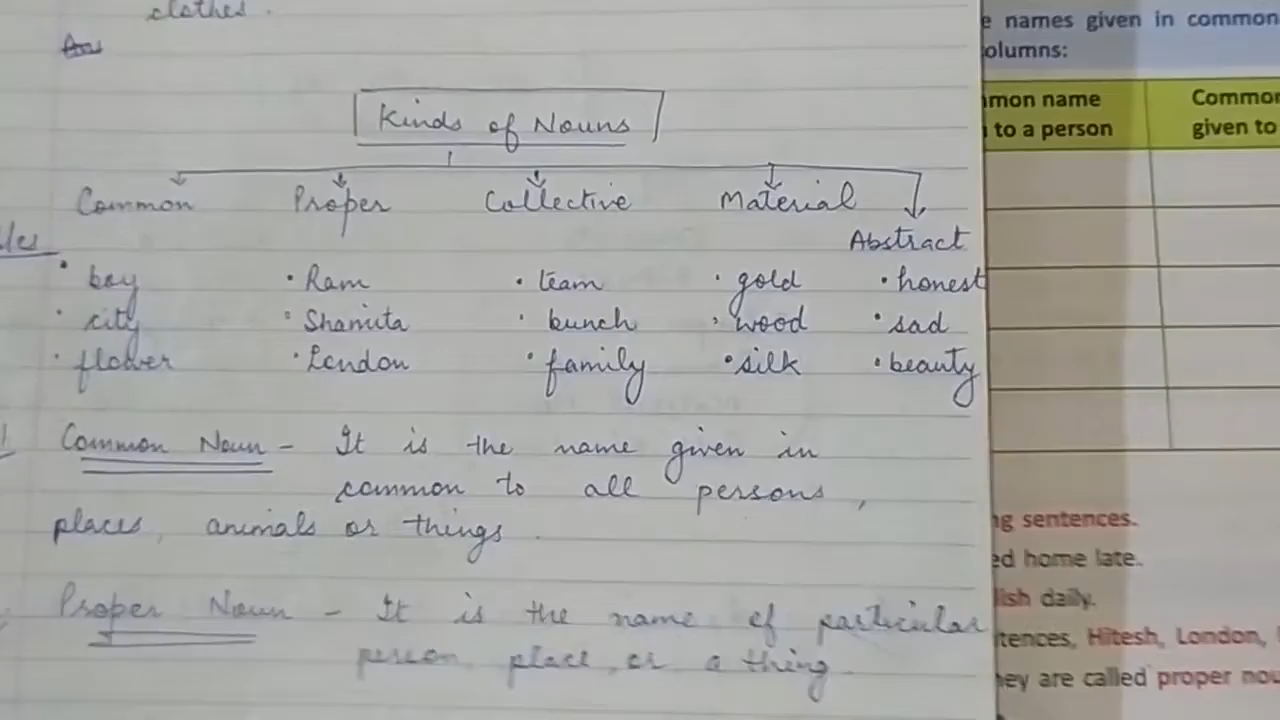 clothes.
Kinds of Nouns
Common Proper Collective Material
Abstract
boy • Ram • team • gold • honest
city • Shamita • bunch • wood • sad
flower • London • family • silk • beauty
Common Noun - It is the name given in
common to all persons,
places, animals or things.
Proper Noun - It is the name of particular
person, place, or a thing.
names given in common
olumns:
mon name Common
to a person given to
ng sentences.
ed home late.
lish daily.
tences, Hitesh, London,
hey are called proper nou